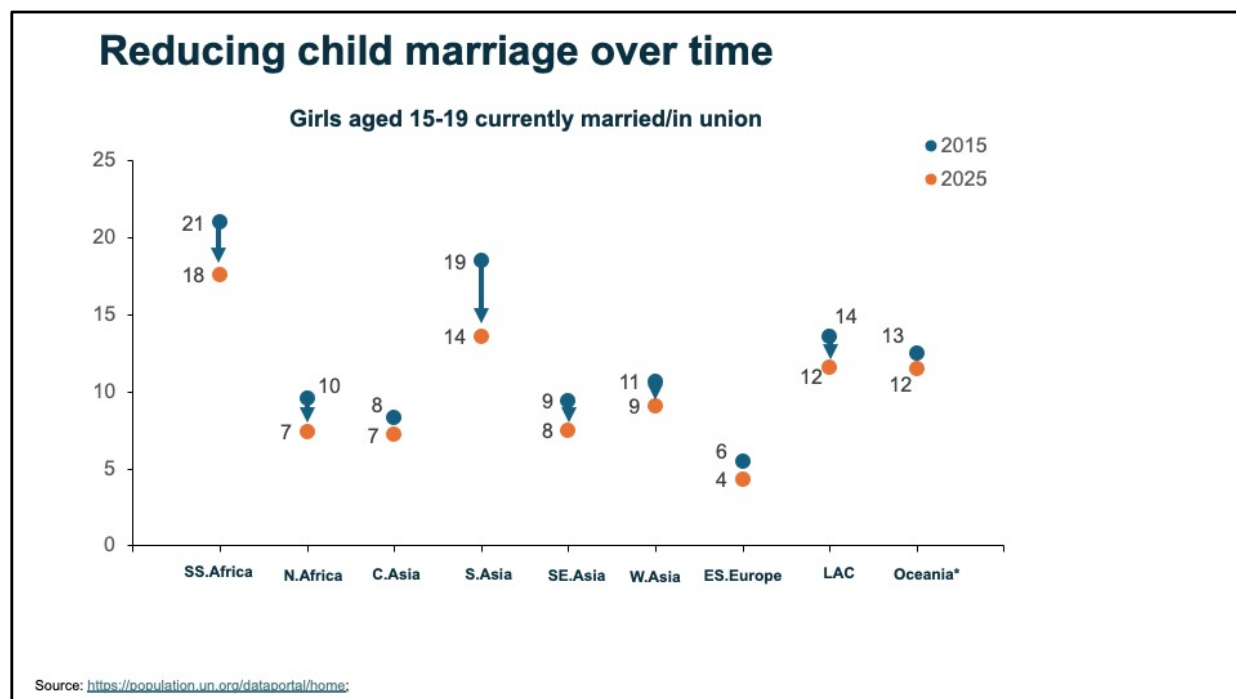 Reducing child marriage over time
Girls aged 15-19 currently married/in union
2015
2025
25
20
15
10
5
0
21
18
10
7
8
7
19
14
9
8
11
9
6
4
14
12
13
12
SS.Africa
N.Africa
C.Asia
S.Asia
SE.Asia
W.Asia
ES.Europe
LAC
Oceania*
Source: https://population.un.org/dataportal/home;